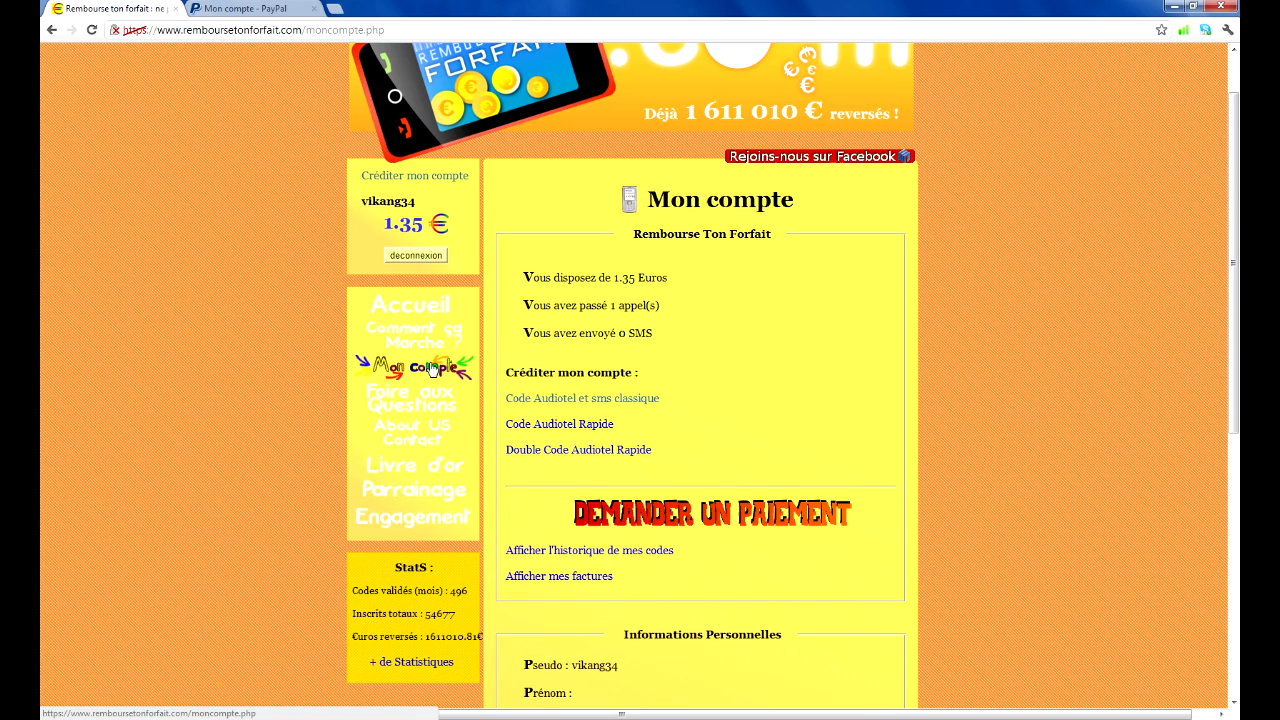 Rembourse ton forfait : ne p
Mon compte - PayPal
https://www.remboursetonforfait.com/moncompte.php
REMBOURSE
FORFAIT
.com
Déjà 1 611 010 € reversés !
Rejoins-nous sur Facebook
Créditer mon compte
vikang34
1.35 €
deconnexion
Accueil
Comment ça
Marche ?
Mon compte
Foire aux
Questions
About US
Contact
Livre d'or
Parrainage
Engagement
StatS :
Codes validés (mois) : 496
Inscrits totaux : 54677
€uros reversés : 1611010.81€
+ de Statistiques
Mon compte
Rembourse Ton Forfait
Vous disposez de 1.35 Euros
Vous avez passé 1 appel(s)
Vous avez envoyé 0 SMS
Créditer mon compte :
Code Audiotel et sms classique
Code Audiotel Rapide
Double Code Audiotel Rapide
DEMANDER UN PAIEMENT
Afficher l'historique de mes codes
Afficher mes factures
Informations Personnelles
Pseudo : vikang34
Prénom :
https://www.remboursetonforfait.com/moncompte.php